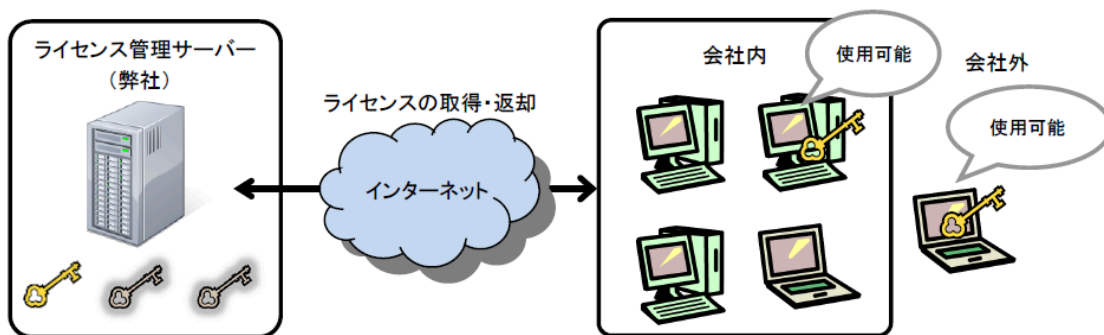 ライセンス管理サーバー
（弊社）
ライセンスの取得・返却
インターネット
会社内
使用可能
会社外
使用可能